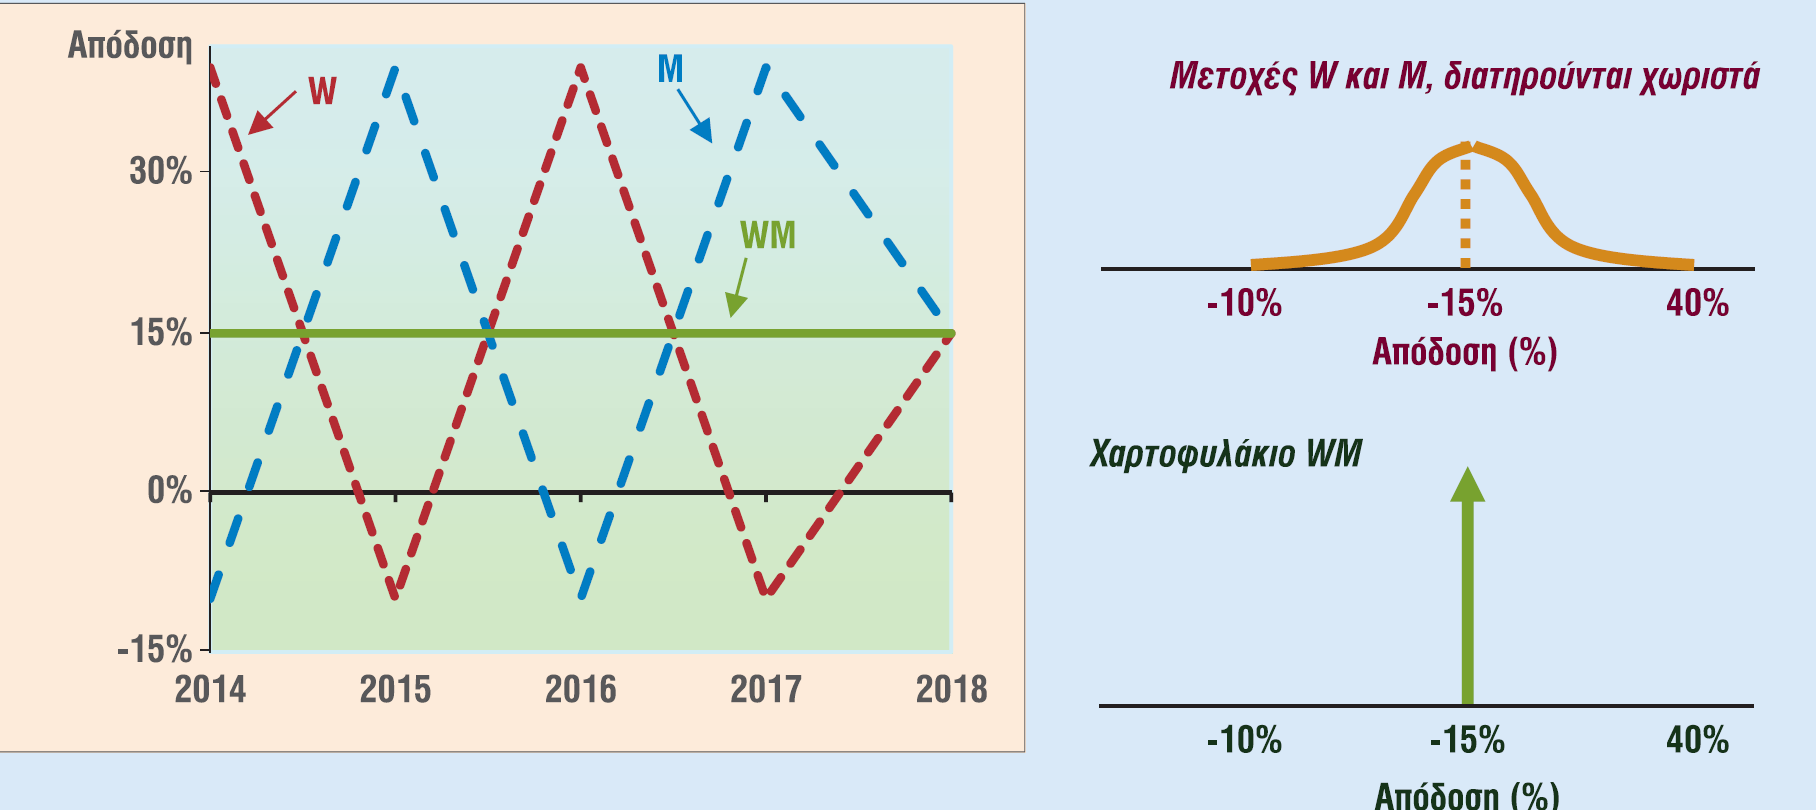 Απόδοση
W
M
30%
WM
15%
0%
-15%
2014 2015 2016 2017 2018
Μετοχές W και M, διατηρούνται χωριστά
-10% -15% 40%
Απόδοση (%)
Χαρτοφυλάκιο WM
-10% -15% 40%
Απόδοση (%)